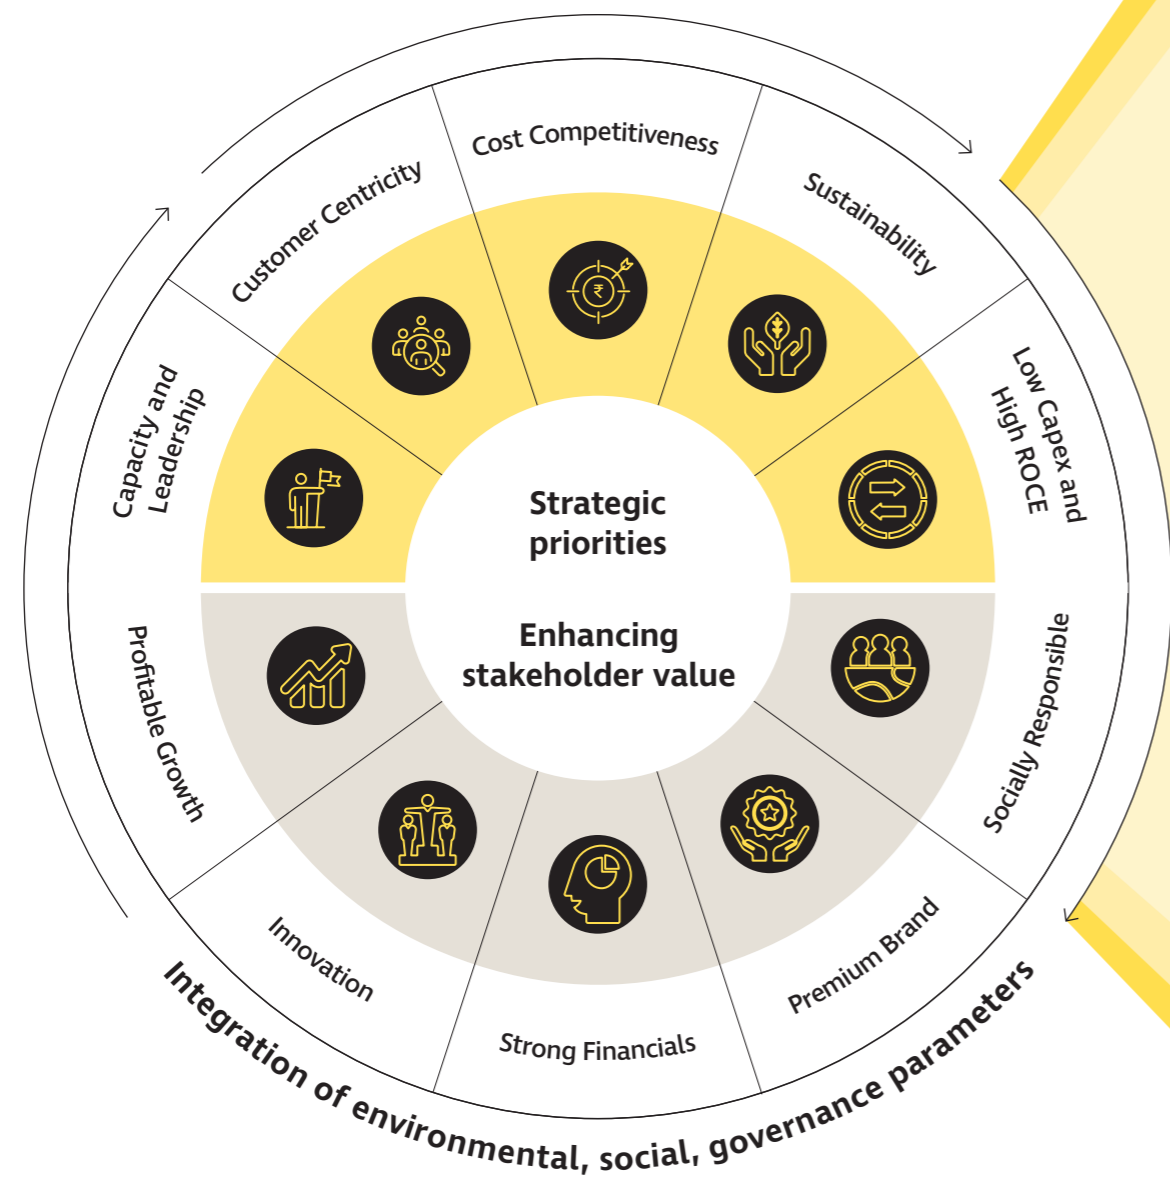 Cost Competitiveness
Customer Centricity
Sustainability
Capacity and
Leadership
Low Capex and
High ROCE
₹
Strategic
priorities
Enhancing
stakeholder value
Profitable Growth
Socially Responsible
Innovation
Premium Brand
Strong Financials
Integration of environmental, social, governance parameters